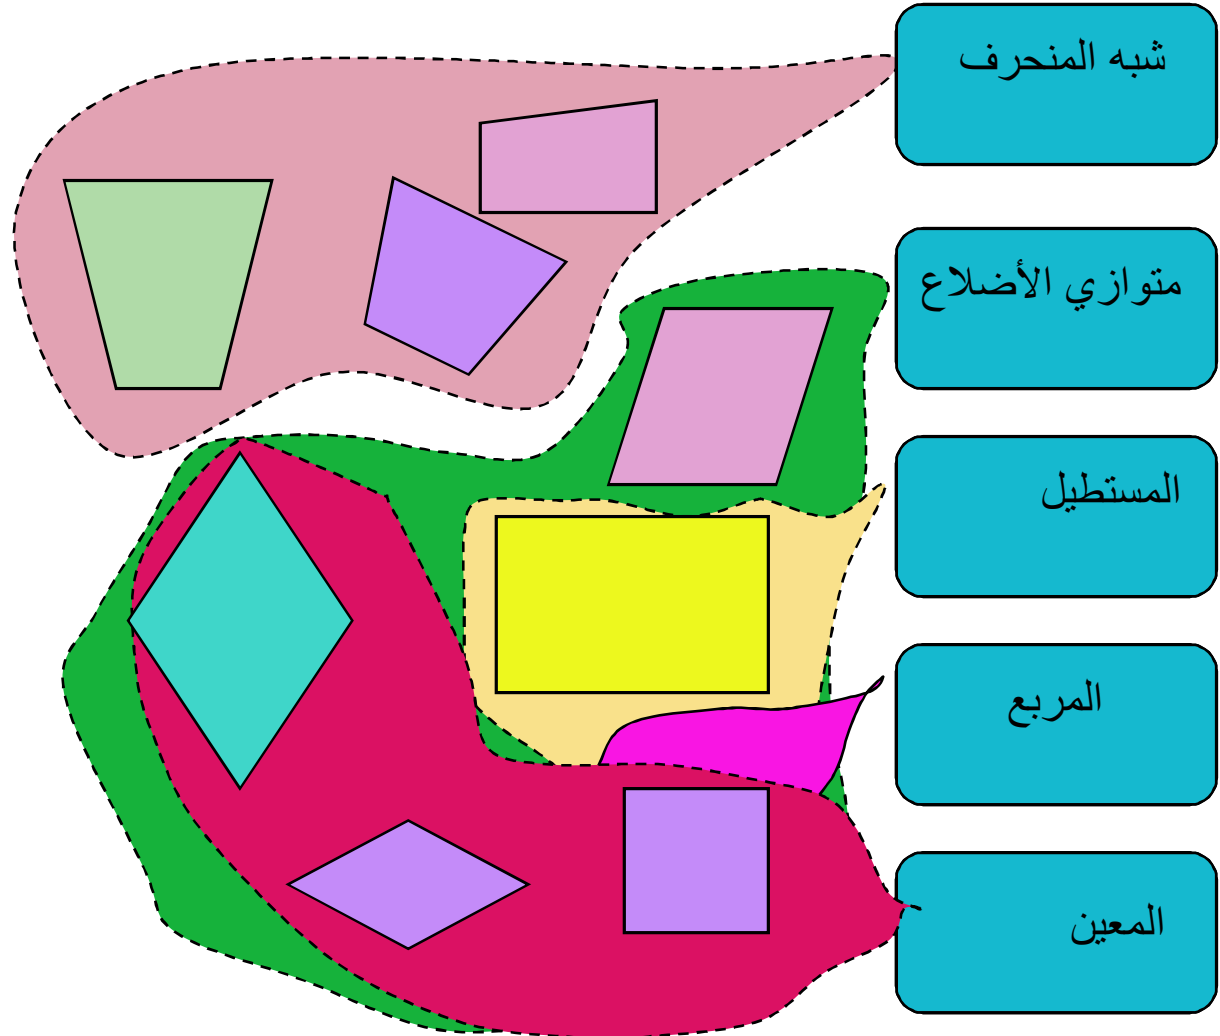 شبه المنحرف
متوازي الأضلاع
المستطيل
المربع
المعين